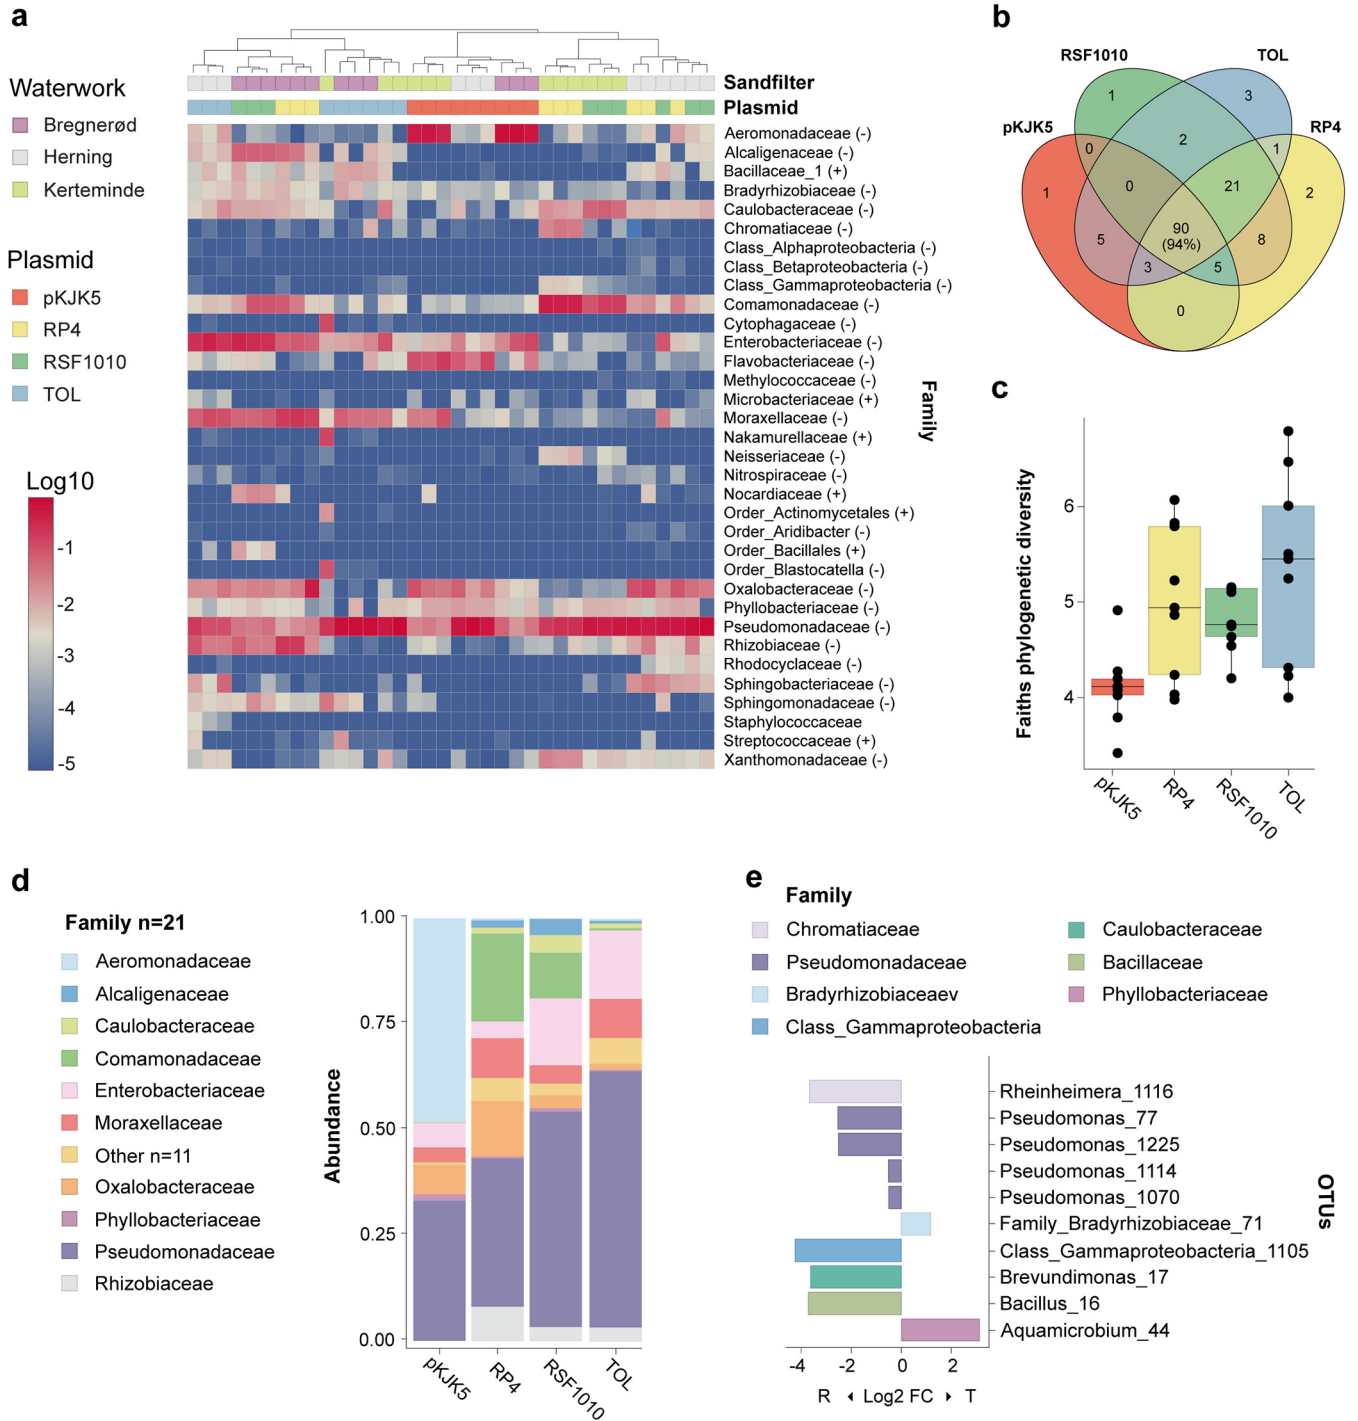 a
Waterwork
Bregnerød
Herning
Kerteminde
Plasmid
pKJK5
RP4
RSF1010
TOL
Log10
-1
-2
-3
-4
-5
Sandfilter
Plasmid
Aeromonadaceae (-)
Alcaligenaceae (-)
Bacillaceae_1 (+)
Bradyrhizobiaceae (-)
Caulobacteraceae (-)
Chromatiaceae (-)
Class_Alphaproteobacteria (-)
Class_Betaproteobacteria (-)
Class_Gammaproteobacteria (-)
Comamonadaceae (-)
Cytophagaceae (-)
Enterobacteriaceae (-)
Flavobacteriaceae (-)
Methylococcaceae (-)
Microbacteriaceae (+)
Moraxellaceae (-)
Nakamurellaceae (+)
Neisseriaceae (-)
Nitrospiraceae (-)
Nocardiaceae (+)
Order_Actinomycetales (+)
Order_Aridibacter (-)
Order_Bacillales (+)
Order_Blastocatella (-)
Oxalobacteraceae (-)
Phyllobacteriaceae (-)
Pseudomonadaceae (-)
Rhizobiaceae (-)
Rhodocyclaceae (-)
Sphingobacteriaceae (-)
Sphingomonadaceae (-)
Staphylococcaceae
Streptococcaceae (+)
Xanthomonadaceae (-)
Family
b
RSF1010
TOL
pKJK5
RP4
1
3
0
2
1
1
0
21
2
5
90
(94%)
8
3
5
0
c
Faiths phylogenetic diversity
6
5
4
pKJK5
RP4
RSF1010
TOL
d
Family n=21
Aeromonadaceae
Alcaligenaceae
Caulobacteraceae
Comamonadaceae
Enterobacteriaceae
Moraxellaceae
Other n=11
Oxalobacteraceae
Phyllobacteriaceae
Pseudomonadaceae
Rhizobiaceae
Abundance
1.00
0.75
0.50
0.25
0.00
pKJK5
RP4
RSF1010
TOL
e
Family
Chromatiaceae
Pseudomonadaceae
Bradyrhizobiaceaev
Class_Gammaproteobacteria
Caulobacteraceae
Bacillaceae
Phyllobacteriaceae
Rheinheimera_1116
Pseudomonas_77
Pseudomonas_1225
Pseudomonas_1114
Pseudomonas_1070
Family_Bradyrhizobiaceae_71
Class_Gammaproteobacteria_1105
Brevundimonas_17
Bacillus_16
Aquamicrobium_44
OTUs
-4
-2
0
2
R ◂ Log2 FC ▸ T